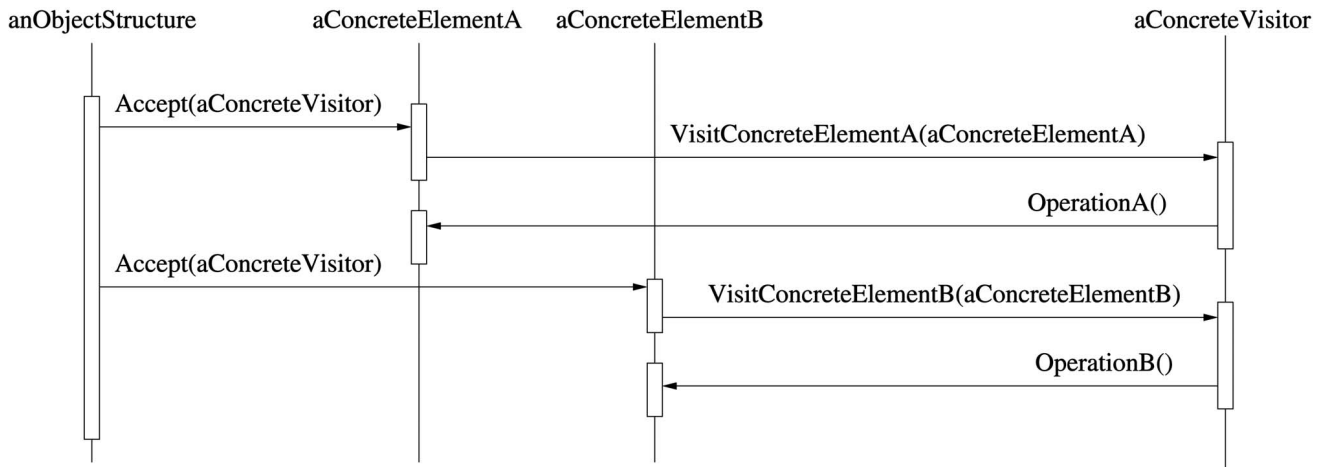 anObjectStructure aConcreteElementA aConcreteElementB aConcreteVisitor
Accept(aConcreteVisitor)
VisitConcreteElementA(aConcreteElementA)
OperationA()
Accept(aConcreteVisitor)
VisitConcreteElementB(aConcreteElementB)
OperationB()